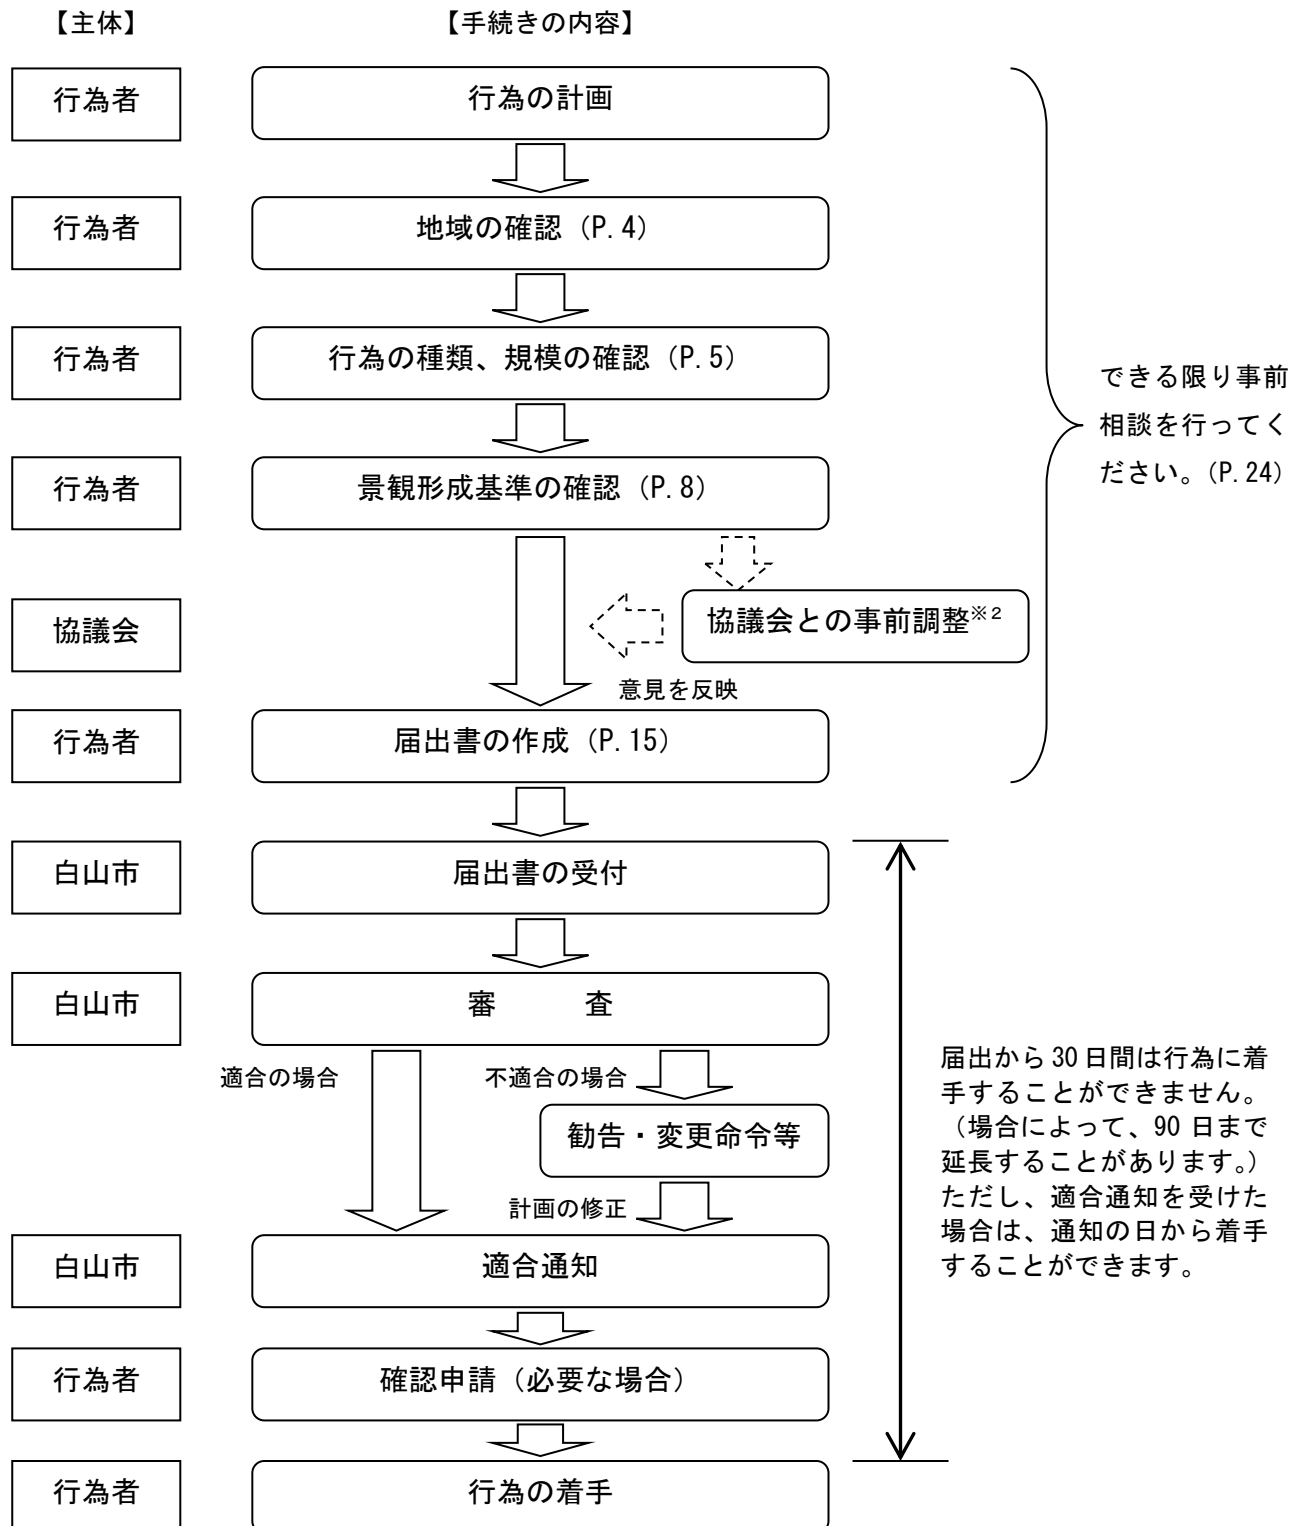 【主体】 【手続きの内容】
行為者 行為の計画
行為者 地域の確認（P.4）
行為者 行為の種類、規模の確認（P.5）
できる限り事前
相談を行ってく
ださい。（P.24）
行為者 景観形成基準の確認（P.8）
協議会 協議会との事前調整※2
意見を反映
行為者 届出書の作成（P.15）
白山市 届出書の受付
白山市 審　　　査
適合の場合 不適合の場合
勧告・変更命令等
計画の修正
届出から30日間は行為に着
手することができません。
（場合によって、90日まで
延長することがあります。）
ただし、適合通知を受けた
場合は、通知の日から着手
することができます。
白山市 適合通知
行為者 確認申請（必要な場合）
行為者 行為の着手